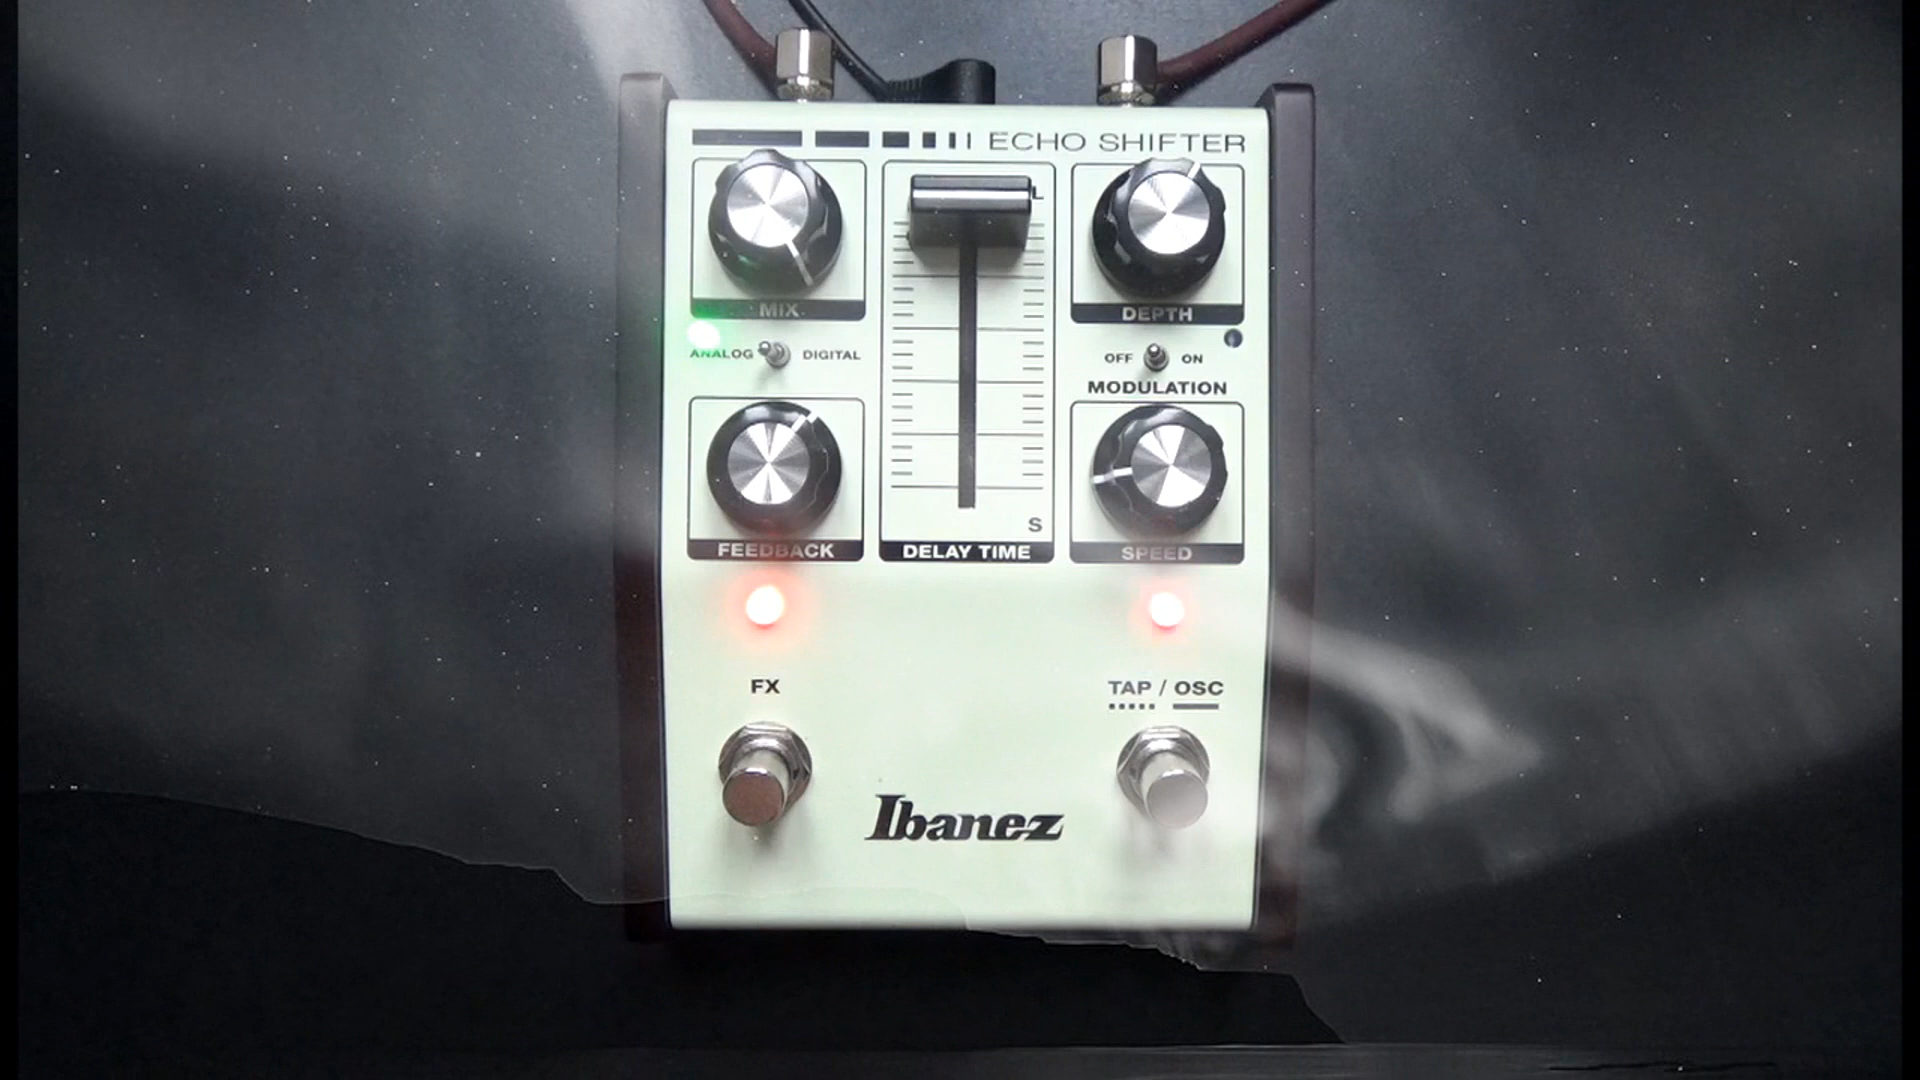 ECHO SHIFTER
L
MIX
DEPTH
ANALOG DIGITAL
OFF ON
MODULATION
S
FEEDBACK
DELAY TIME
SPEED
FX
TAP / OSC
Ibanez